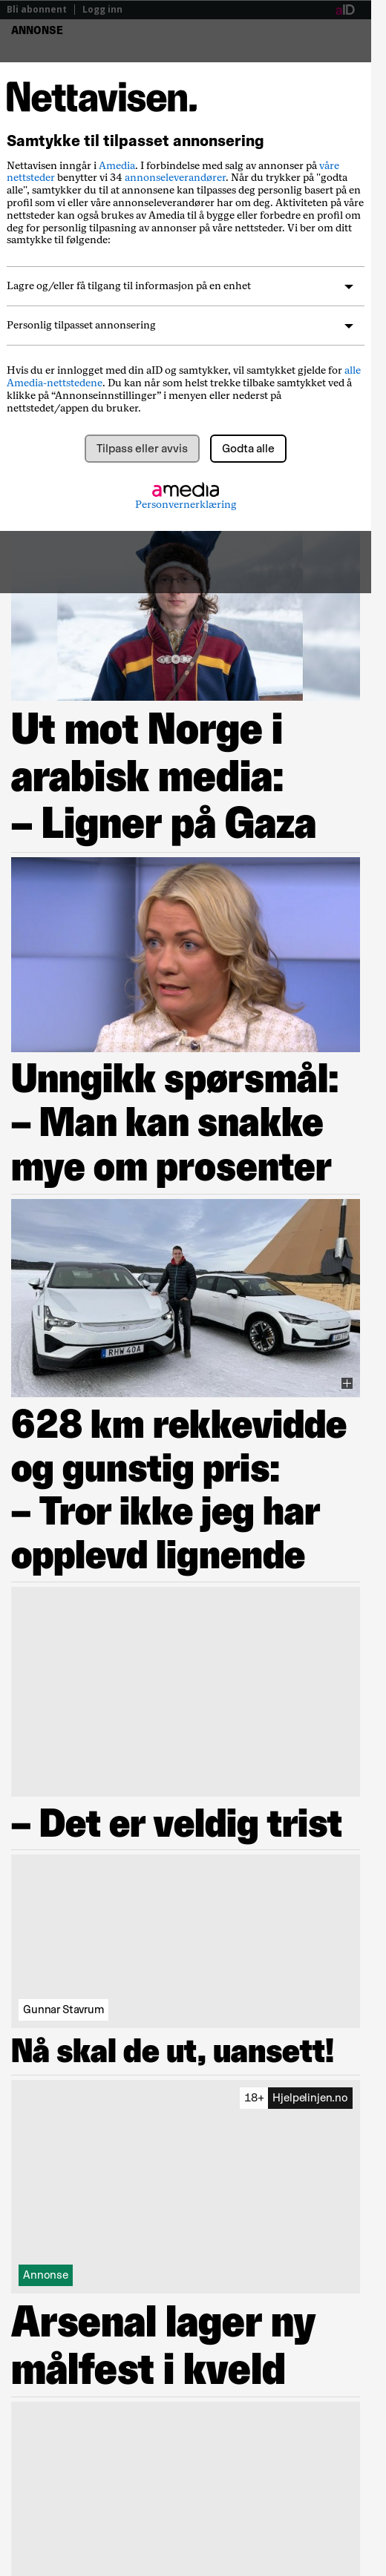 Bli abonnent | Logg inn aID
ANNONSE
Nettavisen.
Samtykke til tilpasset annonsering
Nettavisen inngår i Amedia. I forbindelse med salg av annonser på våre
nettsteder benytter vi 34 annonseleverandører. Når du trykker på "godta
alle", samtykker du til at annonsene kan tilpasses deg personlig basert på en
profil som vi eller våre annonseleverandører har om deg. Aktiviteten på våre
nettsteder kan også brukes av Amedia til å bygge eller forbedre en profil om
deg for personlig tilpasning av annonser på våre nettsteder. Vi ber om ditt
samtykke til følgende:
Lagre og/eller få tilgang til informasjon på en enhet
Personlig tilpasset annonsering
Hvis du er innlogget med din aID og samtykker, vil samtykket gjelde for alle
Amedia-nettstedene. Du kan når som helst trekke tilbake samtykket ved å
klikke på “Annonseinnstillinger” i menyen eller nederst på
nettstedet/appen du bruker.
Tilpass eller avvis Godta alle
amedia
Personvernerklæring
Ut mot Norge i
arabisk media:
– Ligner på Gaza
Unngikk spørsmål:
– Man kan snakke
mye om prosenter
RHW 40A
628 km rekkevidde
og gunstig pris:
– Tror ikke jeg har
opplevd lignende
– Det er veldig trist
Gunnar Stavrum
Nå skal de ut, uansett!
18+ Hjelpelinjen.no
Annonse
Arsenal lager ny
målfest i kveld